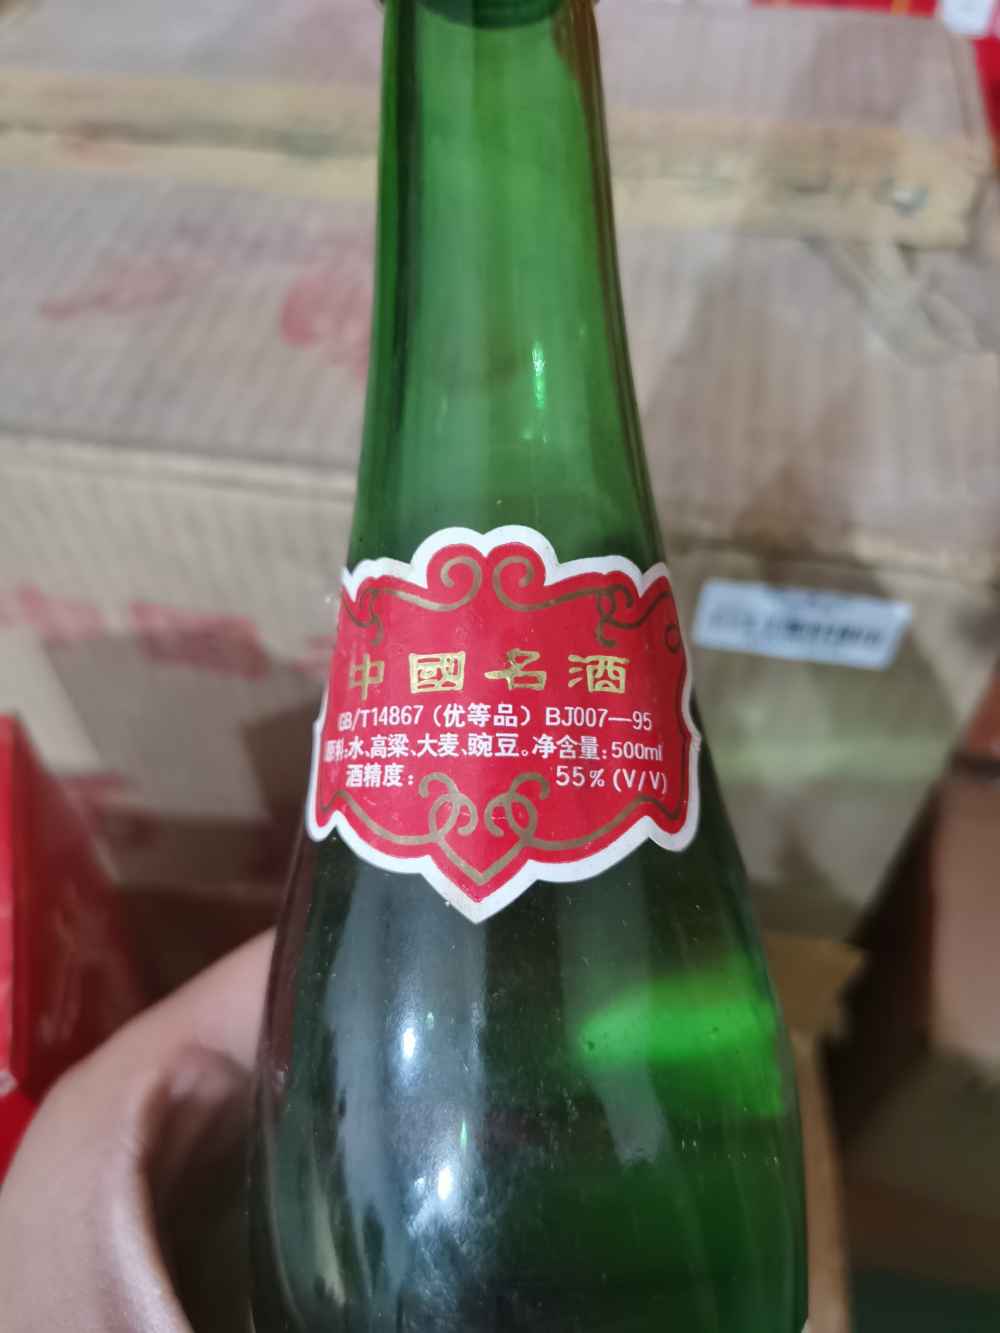 中國名酒
GB/T14867（优等品）BJ007—95
原料:水、高粱、大麦、豌豆。净含量: 500ml
酒精度: 55％(V/V)